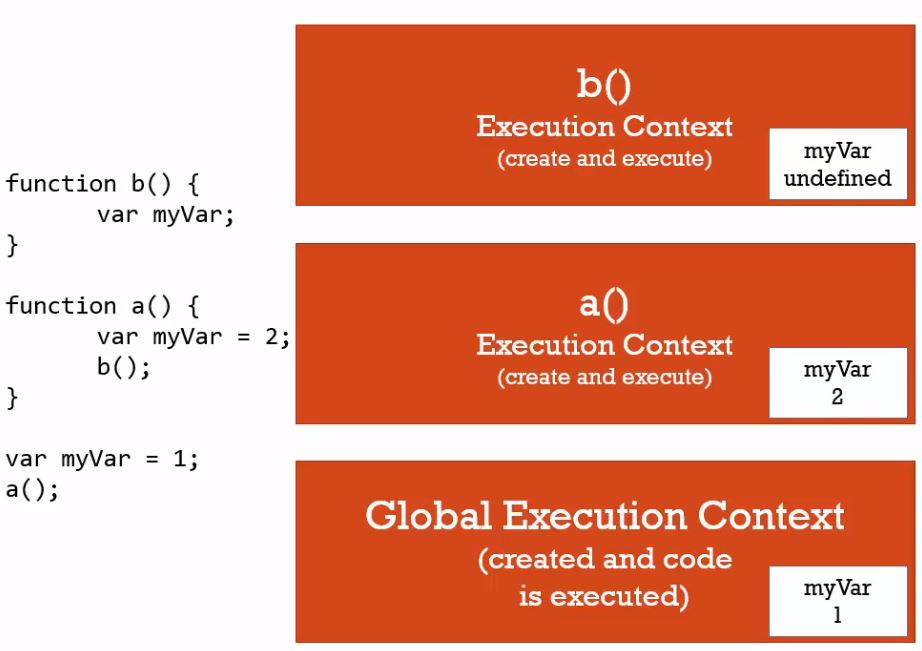 function b() {
var myVar;
}
function a() {
var myVar = 2;
b();
}
var myVar = 1;
a();
b()
Execution Context
(create and execute)
myVar
undefined
a()
Execution Context
(create and execute)
myVar
2
Global Execution Context
(created and code
is executed)
myVar
1